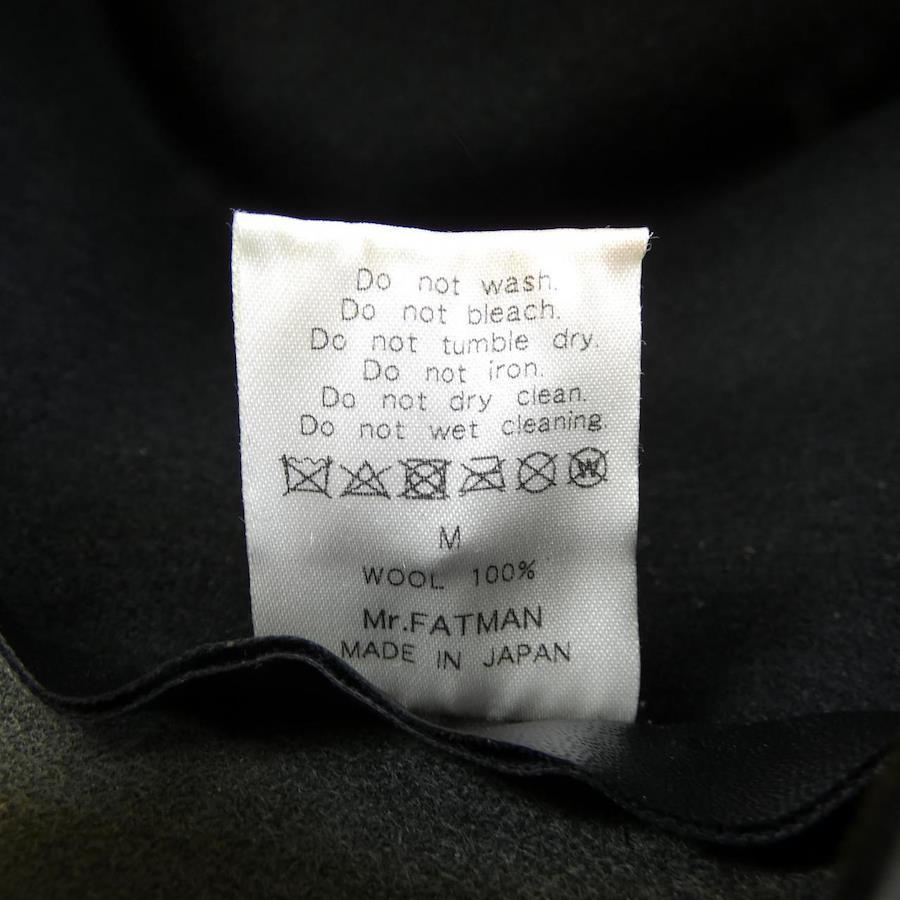 Do not wash.
Do not bleach.
Do not tumble dry.
Do not iron.
Do not dry clean.
Do not wet cleaning.
W
M
WOOL 100%
Mr.FATMAN
MADE IN JAPAN